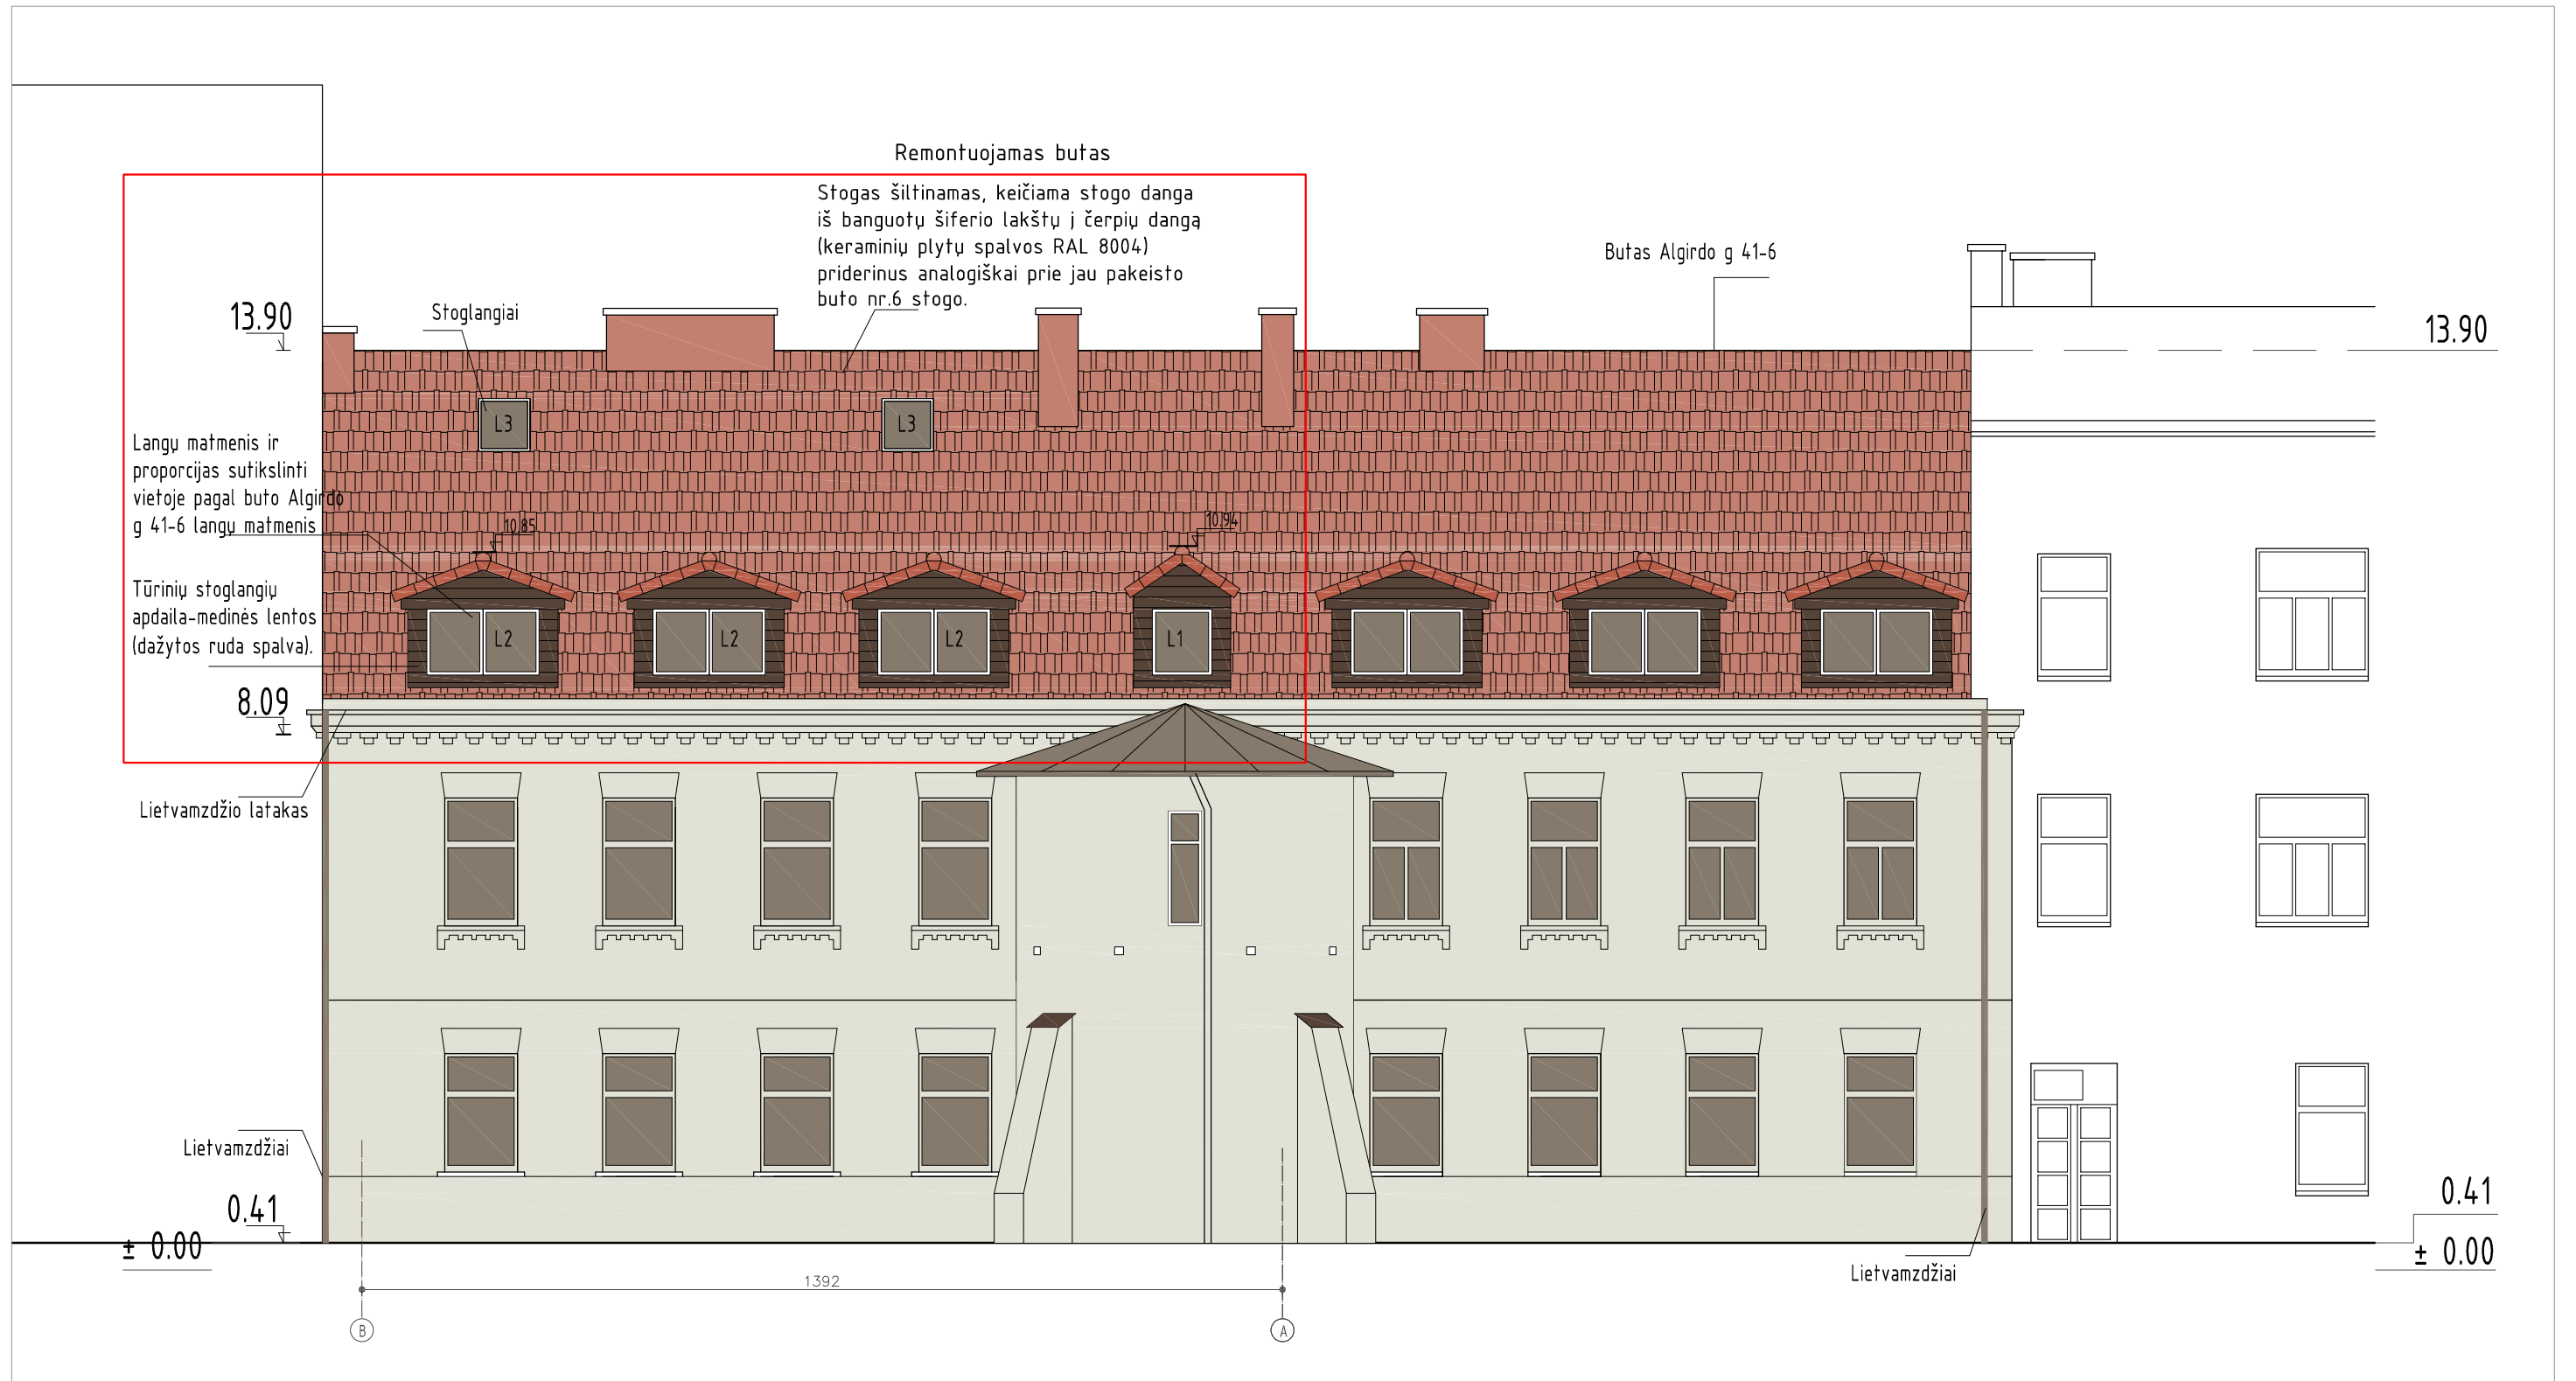 Remontuojamas butas
Stogas šiltinamas, keičiama stogo danga
iš banguotų šiferio lakštų į čerpių dangą
(keraminių plytų spalvos RAL 8004)
priderinus analogiškai prie jau pakeisto
buto nr.6 stogo.
Butas Algirdo g 41-6
13.90
Stoglangiai
13.90
L3
L3
Langų matmenis ir
proporcijas sutikslinti
vietoje pagal buto Algirdo
g 41-6 langų matmenis
10.85
10.94
Tūrinių stoglangių
apdaila-medinės lentos
(dažytos ruda spalva).
L2
L2
L2
L1
8.09
Lietvamzdžio latakas
Lietvamzdžiai
0.41
± 0.00
0.41
± 0.00
Lietvamzdžiai
1392
B
A